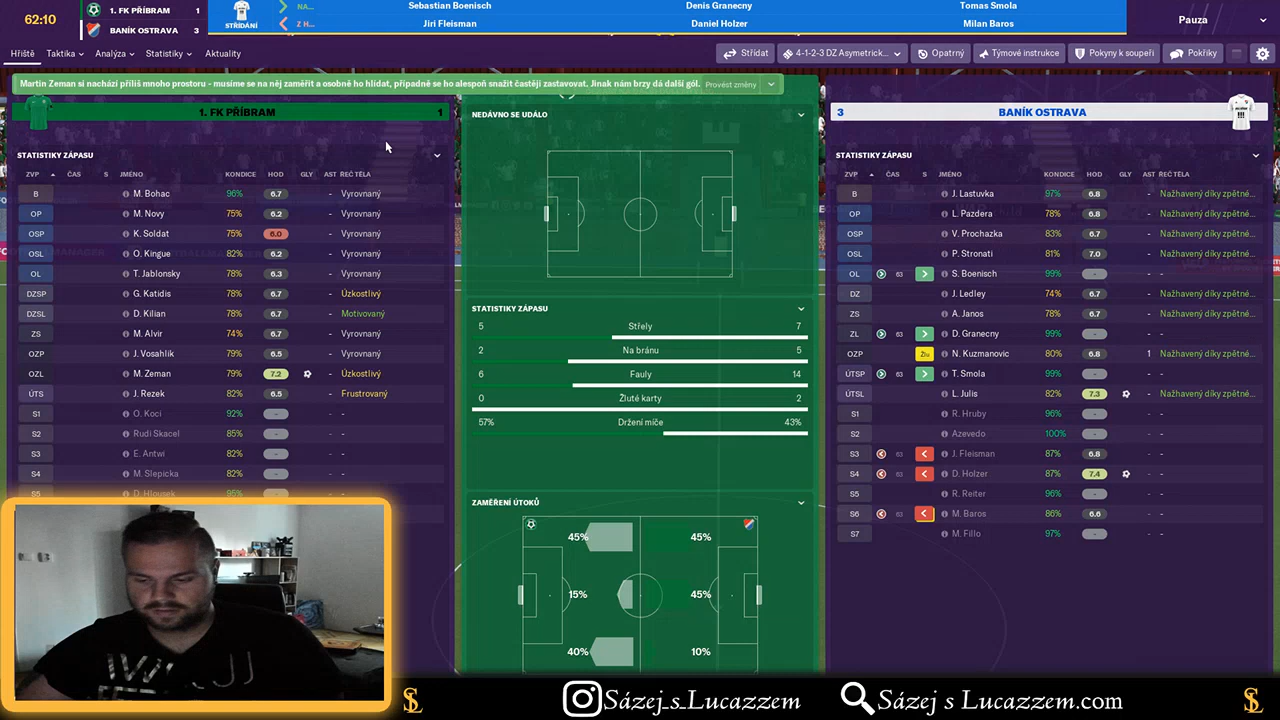 62:10
1. FK PŘÍBRAM 1
BANÍK OSTRAVA 3
STŘÍDÁNÍ
NA...
Z H...
Sebastian Boenisch Denis Granecny Tomas Smola
Jiri Fleisman Daniel Holzer Milan Baros
Pauza
Hřiště Taktika Analýza Statistiky Aktuality
Střídat 4-1-2-3 DZ Asymetrick... Opatrný Týmové instrukce Pokyny k soupeři Pokřiky
Martin Zeman si nachází příliš mnoho prostoru - musíme se na něj zaměřit a osobně ho hlídat, případně se ho alespoň snažit častěji zastavovat. Jinak nám brzy dá další gól. Provést změny
1. FK PŘÍBRAM 1
STATISTIKY ZÁPASU
ZVP ČAS S JMÉNO KONDICE HOD GLY AST ŘEČ TĚLA
B M. Bohac 96% 6.7 - Vyrovnaný
OP M. Novy 75% 6.2 - Vyrovnaný
OSP K. Soldat 75% 6.0 - Vyrovnaný
OSL O. Kingue 82% 6.2 - Vyrovnaný
OL T. Jablonsky 78% 6.3 - Vyrovnaný
DZSP G. Katidis 78% 6.7 - Úzkostlivý
DZSL D. Kilian 78% 6.7 - Motivovaný
ZS M. Alvir 74% 6.7 - Vyrovnaný
OZP J. Vosahlik 79% 6.5 - Vyrovnaný
OZL M. Zeman 79% 7.2 - Úzkostlivý
ÚTS J. Rezek 82% 6.5 - Frustrovaný
S1 O. Koci 92% - - -
S2 Rudi Skacel 85% - - -
S3 E. Antwi 82% - - -
S4 M. Slepicka 82% - - -
S5 D. Hlousek 95% - - -
NEDÁVNO SE UDÁLO
STATISTIKY ZÁPASU
5 Střely 7
2 Na bránu 5
6 Fauly 14
0 Žluté karty 2
57% Držení míče 43%
ZAMĚŘENÍ ÚTOKŮ
45% 45%
15% 45%
40% 10%
3 BANÍK OSTRAVA
STATISTIKY ZÁPASU
ZVP ČAS S JMÉNO KONDICE HOD GLY AST ŘEČ TĚLA
B J. Lastuvka 97% 6.8 - Nažhavený díky zpětné...
OP L. Pazdera 78% 6.8 - Nažhavený díky zpětné...
OSP V. Prochazka 83% 6.7 - Nažhavený díky zpětné...
OSL P. Stronati 81% 7.0 - Nažhavený díky zpětné...
OL 63 S. Boenisch 99% - - -
DZ J. Ledley 74% 6.7 - Nažhavený díky zpětné...
ZS A. Janos 78% 6.7 - Nažhavený díky zpětné...
ZL 63 D. Granecny 99% - - -
OZP Žlu N. Kuzmanovic 80% 6.8 1 Nažhavený díky zpětné...
ÚTSP 63 T. Smola 99% - - -
ÚTSL L. Julis 82% 7.3 - Nažhavený díky zpětné...
S1 R. Hruby 96% - - -
S2 Azevedo 100% - - -
S3 63 J. Fleisman 87% 6.8 - -
S4 63 D. Holzer 87% 7.4 - -
S5 R. Reiter 96% - - -
S6 63 M. Baros 86% 6.6 - -
S7 M. Fillo 97% - - -
Sázej_s_Lucazzem
Sázej s Lucazzem.com